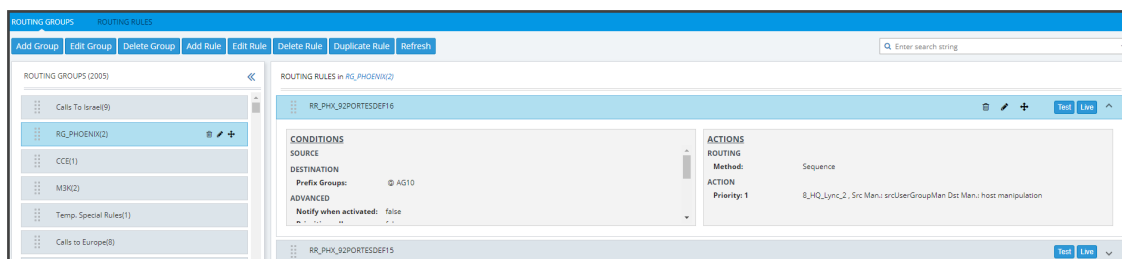 ROUTING GROUPS ROUTING RULES
Add Group Edit Group Delete Group Add Rule Edit Rule Delete Rule Duplicate Rule Refresh
Enter search string
ROUTING GROUPS (2005)
Calls To Israel(9)
RG_PHOENIX(2)
CCE(1)
M3K(2)
Temp. Special Rules(1)
Calls to Europe(8)
ROUTING RULES in RG_PHOENIX(2)
RR_PHX_92PORTESDEF16 Test Live
CONDITIONS
SOURCE
DESTINATION
Prefix Groups: @ AG10
ADVANCED
Notify when activated: false
ACTIONS
ROUTING
Method: Sequence
ACTION
Priority: 1 8_HQ_Lync_2 , Src Man.: srcUserGroupMan Dst Man.: host manipulation
RR_PHX_92PORTESDEF15 Test Live